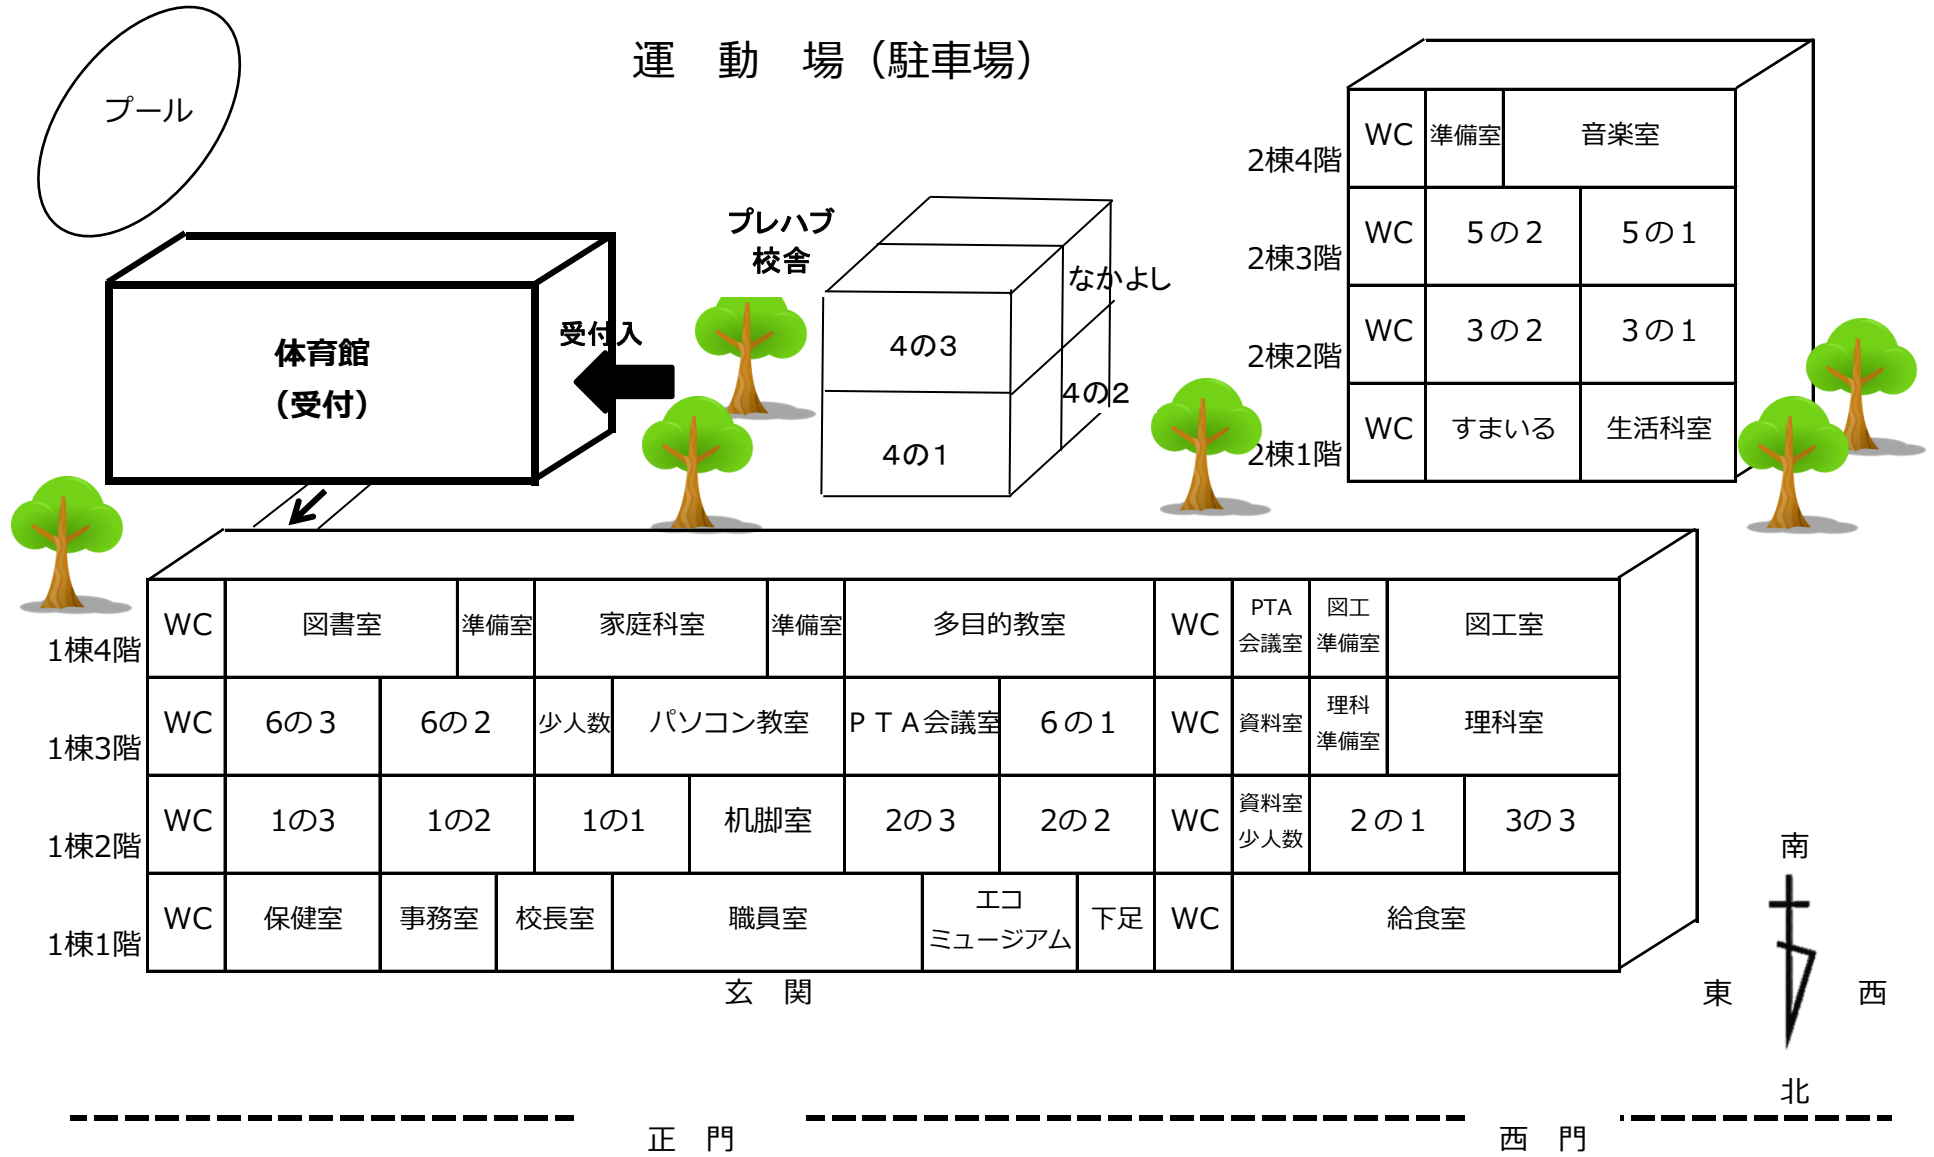 運 動 場（駐車場）
プール
プレハブ
校舎
体育館
（受付）
受付入
4の3
なかよし
4の1
4の2
2棟4階
WC
準備室
音楽室
2棟3階
WC
5の2
5の1
2棟2階
WC
3の2
3の1
2棟1階
WC
すまいる
生活科室
1棟4階
WC
図書室
準備室
家庭科室
準備室
多目的教室
WC
PTA
会議室
図工
準備室
図工室
1棟3階
WC
6の3
6の2
少人数
パソコン教室
PTA会議室
6の1
WC
資料室
理科
準備室
理科室
1棟2階
WC
1の3
1の2
1の1
机脚室
2の3
2の2
WC
資料室
少人数
2の1
3の3
1棟1階
WC
保健室
事務室
校長室
職員室
エコ
ミュージアム
下足
WC
給食室
玄 関
南
東
西
北
正 門
西 門